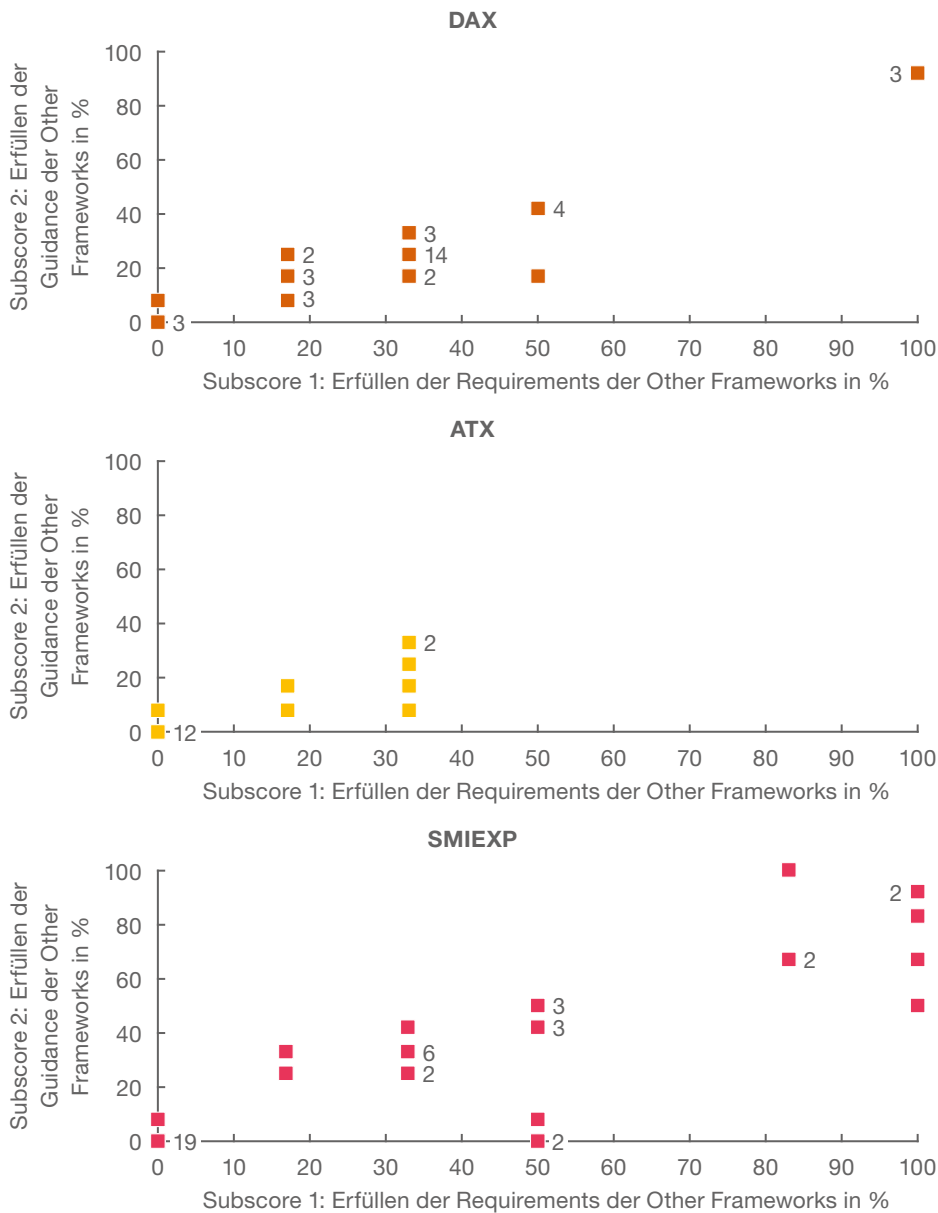 DAX
Subscore 2: Erfüllen der
Guidance der Other
Frameworks in %
100
3
80
60
40
4
3
2
14
20
3
2
3
0
3
0 10 20 30 40 50 60 70 80 90 100
Subscore 1: Erfüllen der Requirements der Other Frameworks in %
ATX
Subscore 2: Erfüllen der
Guidance der Other
Frameworks in %
100
80
60
40
2
20
0
12
0 10 20 30 40 50 60 70 80 90 100
Subscore 1: Erfüllen der Requirements der Other Frameworks in %
SMIEXP
Subscore 2: Erfüllen der
Guidance der Other
Frameworks in %
100
2
80
2
60
3
3
40
6
2
20
0
19
2
0 10 20 30 40 50 60 70 80 90 100
Subscore 1: Erfüllen der Requirements der Other Frameworks in %